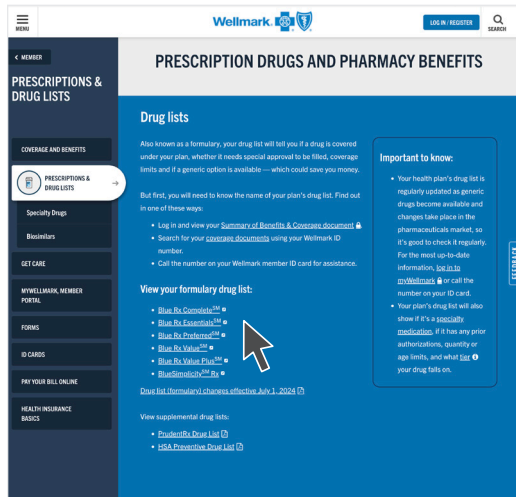 MENU
Wellmark.
LOG IN / REGISTER
SEARCH
< MEMBER
PRESCRIPTIONS &
DRUG LISTS
COVERAGE AND BENEFITS
PRESCRIPTIONS &
DRUG LISTS
Specialty Drugs
Biosimilars
GET CARE
MYWELLMARK, MEMBER
PORTAL
FORMS
ID CARDS
PAY YOUR BILL ONLINE
HEALTH INSURANCE
BASICS
PRESCRIPTION DRUGS AND PHARMACY BENEFITS
Drug lists
Also known as a formulary, your drug list will tell you if a drug is covered
under your plan, whether it needs special approval to be filled, coverage
limits and if a generic option is available — which could save you money.
But first, you will need to know the name of your plan's drug list. Find out
in one of these ways:
• Log in and view your Summary of Benefits & Coverage document
• Search for your coverage documents using your Wellmark ID
number.
• Call the number on your Wellmark member ID card for assistance.
View your formulary drug list:
• Blue Rx Complete℠
• Blue Rx Essentials℠
• Blue Rx Preferred℠
• Blue Rx Value℠
• Blue Rx Value Plus℠
• BlueSimplicity℠ Rx
Drug list (formulary) changes effective July 1, 2024
View supplemental drug lists:
• PrudentRx Drug List
• HSA Preventive Drug List
Important to know:
• Your health plan's drug list is
regularly updated as generic
drugs become available and
changes take place in the
pharmaceuticals market, so
it's good to check it regularly.
For the most up-to-date
information, log in to
myWellmark or call the
number on your ID card.
• Your plan's drug list will also
show if it's a specialty
medication, if it has any prior
authorizations, quantity or
age limits, and what tier
your drug falls on.
FEEDBACK